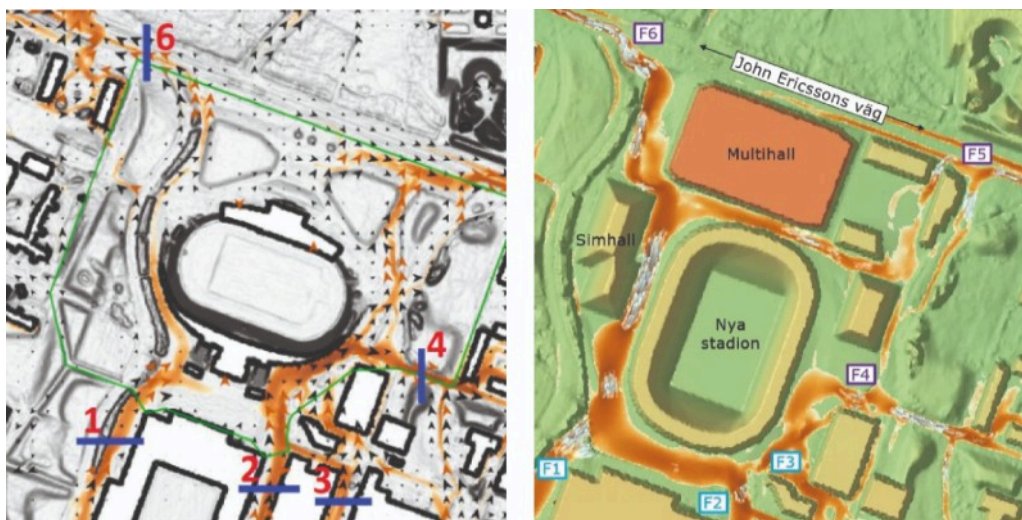 6
4
1
2
3
F6
John Ericssons väg
Multihall
F5
Simhall
Nya
stadion
F4
F3
F1
F2